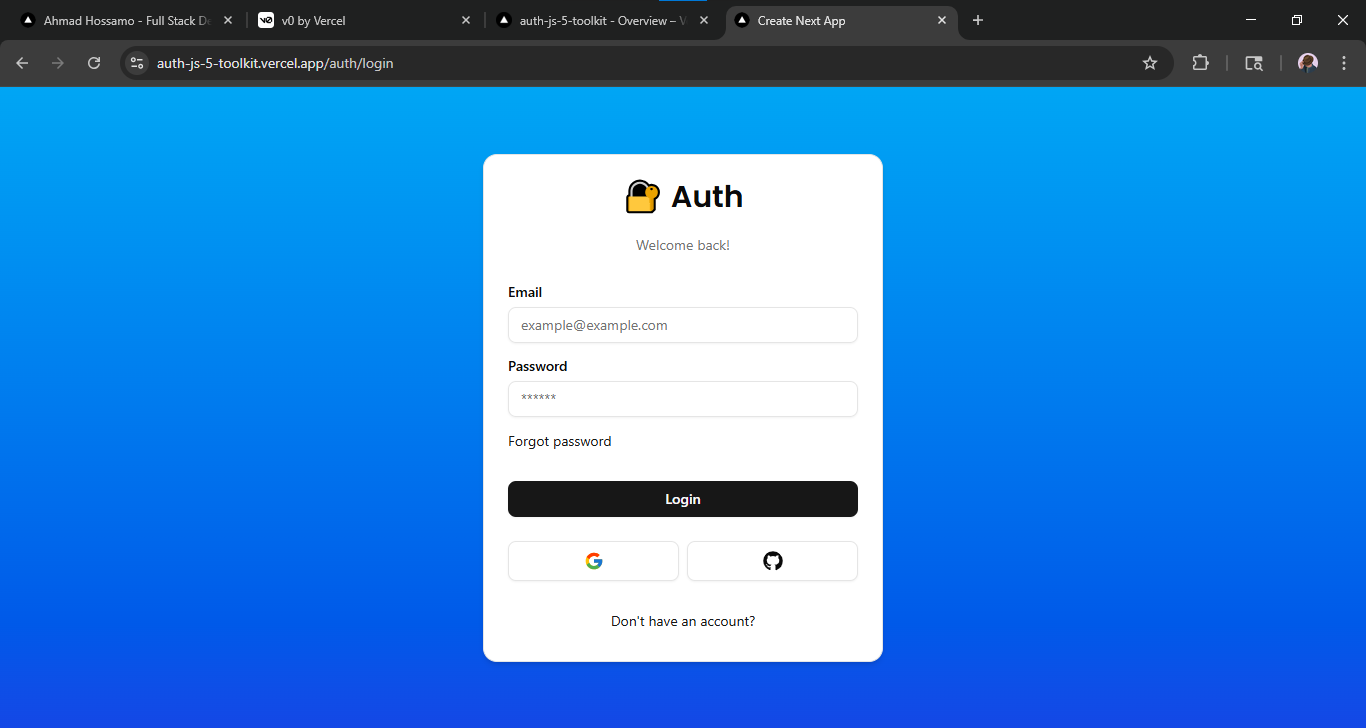 Ahmad Hossamo - Full Stack De
v0 by Vercel
auth-js-5-toolkit - Overview – V
Create Next App
auth-js-5-toolkit.vercel.app/auth/login
Auth
Welcome back!
Email
example@example.com
Password
******
Forgot password
Login
Don't have an account?